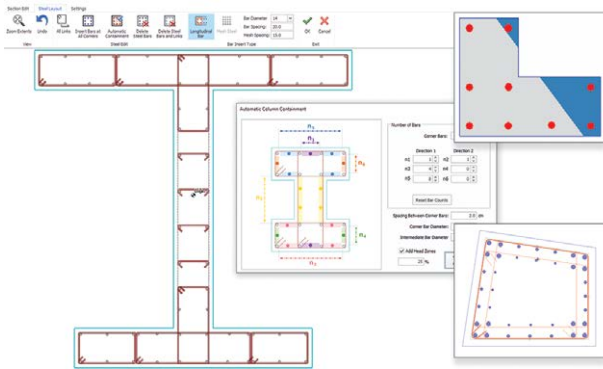 Section Edit Steel Layout Settings
Zoom Extents
Undo
All Links
Insert Bars at All Corners
Automatic Containment
Delete Steel Bars
Delete Steel Bars and Links
Longitudinal Bar
Mesh Steel
Bar Diameter 14
Bar Spacing: 20.0
Mesh Spacing: 15.0
OK
Cancel
View
Steel Edit
Bar Insert Type
Exit
Automatic Column Containment
Number of Bars
Corner Bars:
Direction 1 Direction 2
n1 n2
n3 n4
n5 n6
Reset Bar Counts
Spacing Between Corner Bars: cm
Corner Bar Diameter:
Intermediate Bar Diameter
Add Head Zones
%